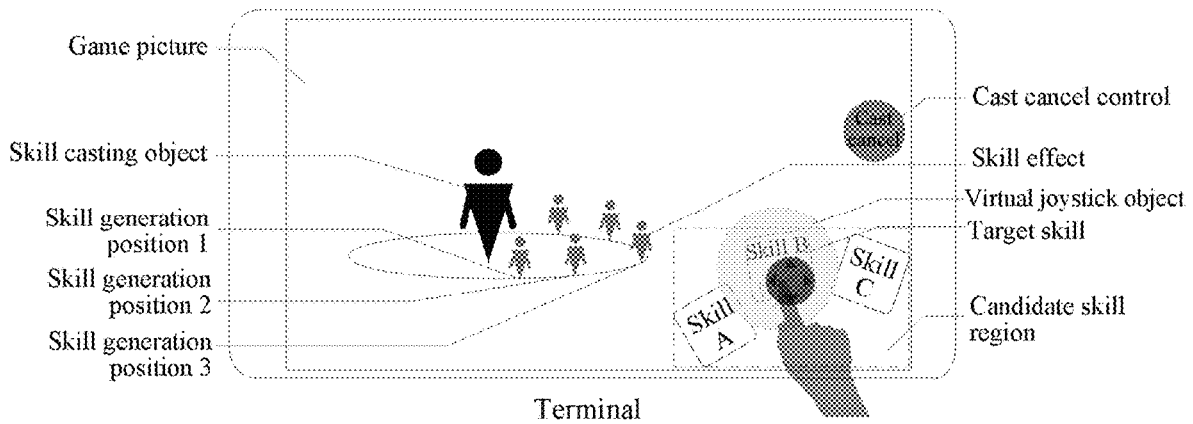 Game picture
Cast cancel control
Cast
cancel
Skill casting object
Skill effect
Virtual joystick object
Skill generation
position 1
Target skill
Skill B
Skill
C
Skill generation
position 2
Candidate skill
region
Skill
A
Skill generation
position 3
Terminal